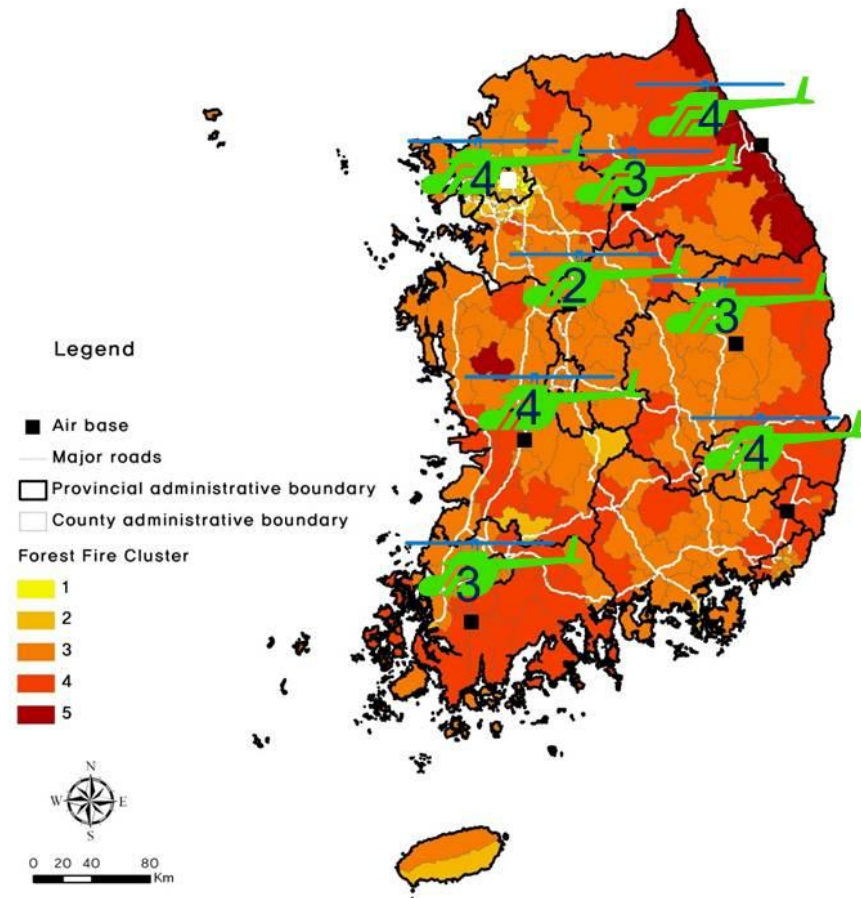 4
4
3
2
3
4
4
3
Legend
Air base
Major roads
Provincial administrative boundary
County administrative boundary
Forest Fire Cluster
1
2
3
4
5
N
W E
S
0 20 40 80
Km